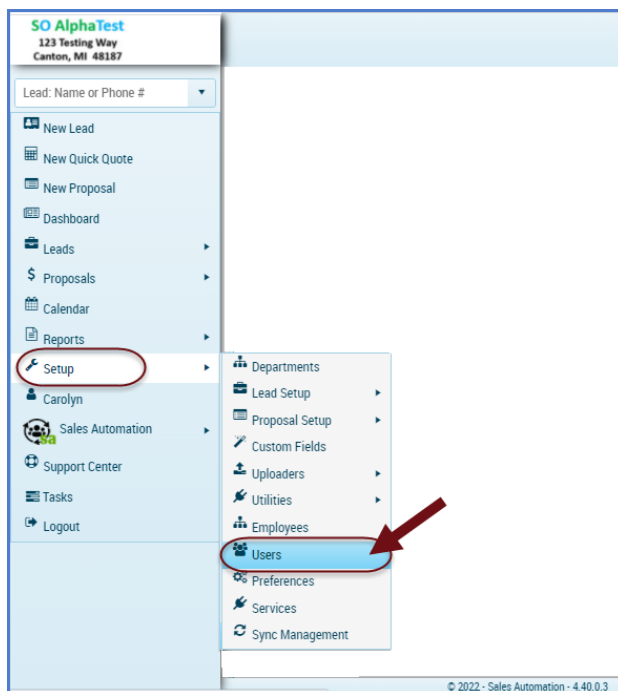 SO AlphaTest
123 Testing Way
Canton, MI 48187
Lead: Name or Phone #
New Lead
New Quick Quote
New Proposal
Dashboard
Leads
Proposals
Calendar
Reports
Setup
Carolyn
sa Sales Automation
Support Center
Tasks
Logout
Departments
Lead Setup
Proposal Setup
Custom Fields
Uploaders
Utilities
Employees
Users
Preferences
Services
Sync Management
© 2022 - Sales Automation - 4.40.0.3